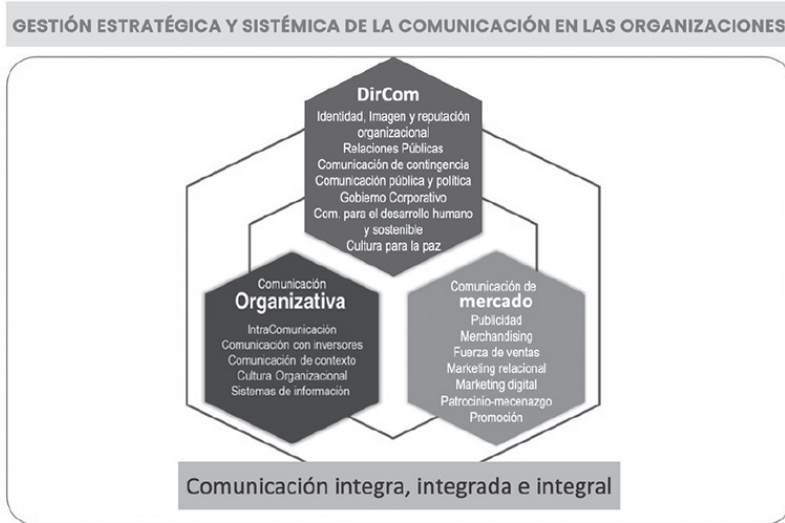 GESTIÓN ESTRATÉGICA Y SISTÉMICA DE LA COMUNICACIÓN EN LAS ORGANIZACIONES
DirCom
Identidad, Imagen y reputación
organizacional
Relaciones Públicas
Comunicación de contingencia
Comunicación pública y política
Gobierno Corporativo
Com. para el desarrollo humano
y sostenible
Cultura para la paz
Comunicación
Organizativa
IntraComunicación
Comunicación con inversores
Comunicación de contexto
Cultura Organizacional
Sistemas de información
Comunicación de
mercado
Publicidad
Merchandising
Fuerza de ventas
Marketing relacional
Marketing digital
Patrocinio-mecenazgo
Promoción
Comunicación integra, integrada e integral